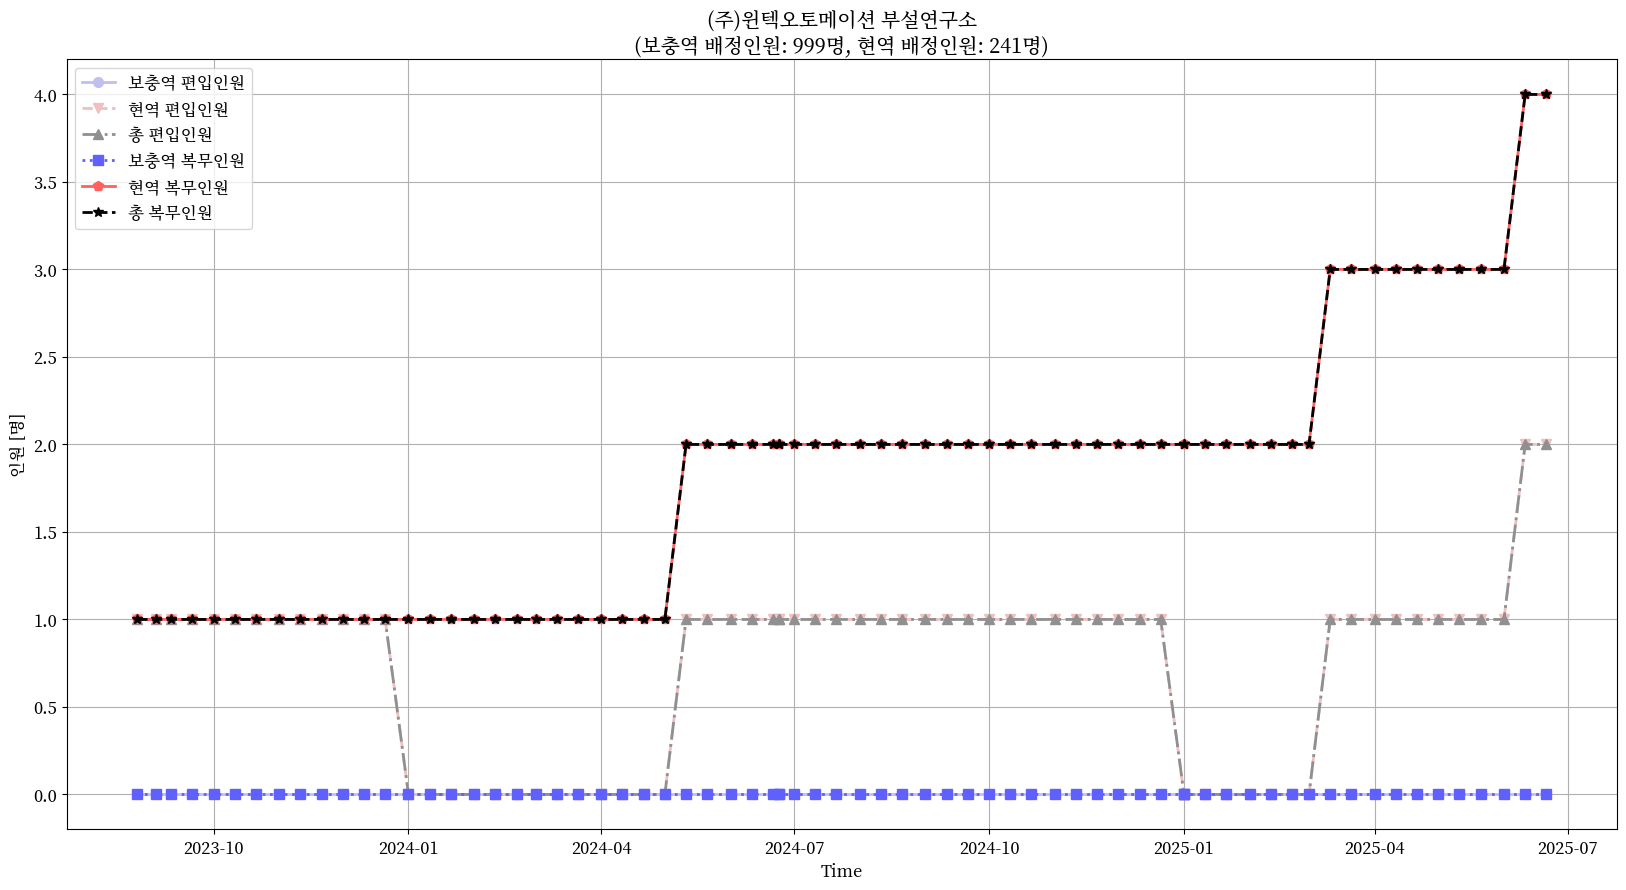 (주)윈텍오토메이션 부설연구소
(보충역 배정인원: 999명, 현역 배정인원: 241명)
보충역 편입인원
현역 편입인원
총 편입인원
보충역 복무인원
현역 복무인원
총 복무인원
4.0
3.5
3.0
2.5
2.0
1.5
1.0
0.5
0.0
인원 [명]
2023-10 2024-01 2024-04 2024-07 2024-10 2025-01 2025-04 2025-07
Time